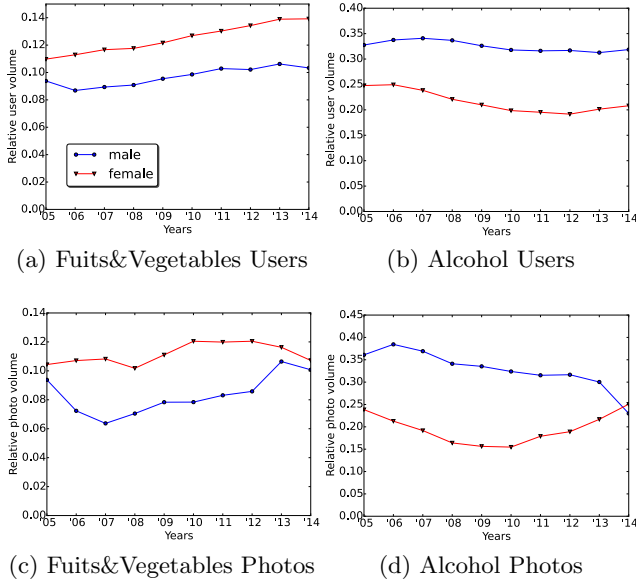 Relative user volume
0.14
0.12
0.10
0.08
0.06
0.04
0.02
0.00
male
female
'05 '06 '07 '08 '09 '10 '11 '12 '13 '14
Years
(a) Fuits&Vegetables Users
Relative user volume
0.40
0.35
0.30
0.25
0.20
0.15
0.10
0.05
0.00
'05 '06 '07 '08 '09 '10 '11 '12 '13 '14
Years
(b) Alcohol Users
Relative photo volume
0.14
0.12
0.10
0.08
0.06
0.04
0.02
0.00
'05 '06 '07 '08 '09 '10 '11 '12 '13 '14
Years
(c) Fuits&Vegetables Photos
Relative photo volume
0.45
0.40
0.35
0.30
0.25
0.20
0.15
0.10
0.05
0.00
'05 '06 '07 '08 '09 '10 '11 '12 '13 '14
Years
(d) Alcohol Photos